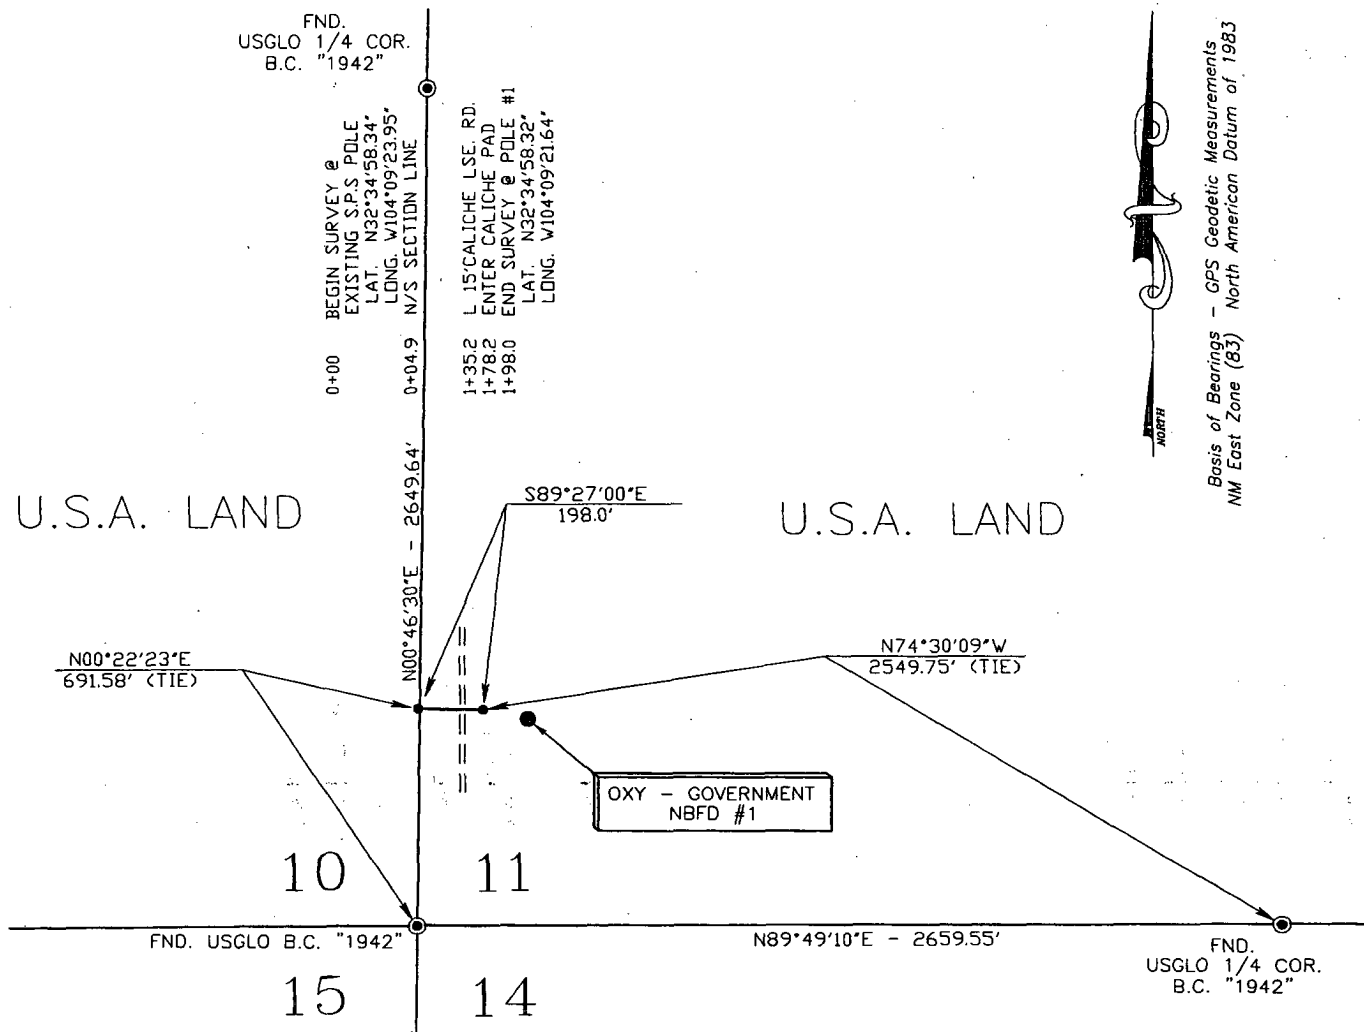 FND.
USGLO 1/4 COR.
B.C. "1942"
0+00 BEGIN SURVEY @
EXISTING S.P.S POLE
LAT. N32°34'58.34"
LONG. W104°09'23.95"
0+04.9 N/S SECTION LINE
1+35.2 L 15'CALICHE LSE. RD.
1+78.2 ENTER CALICHE PAD
1+98.0 END SURVEY @ POLE #1
LAT. N32°34'58.32"
LONG. W104°09'21.64"
NORTH
Basis of Bearings - GPS Geodetic Measurements
NM East Zone (83) North American Datum of 1983
N00°46'30"E - 2649.64'
U.S.A. LAND
S89°27'00"E
198.0'
U.S.A. LAND
N00°22'23"E
691.58' (TIE)
N74°30'09"W
2549.75' (TIE)
OXY - GOVERNMENT
NBFD #1
10
11
FND. USGLO B.C. "1942"
N89°49'10"E - 2659.55'
FND.
USGLO 1/4 COR.
B.C. "1942"
15
14